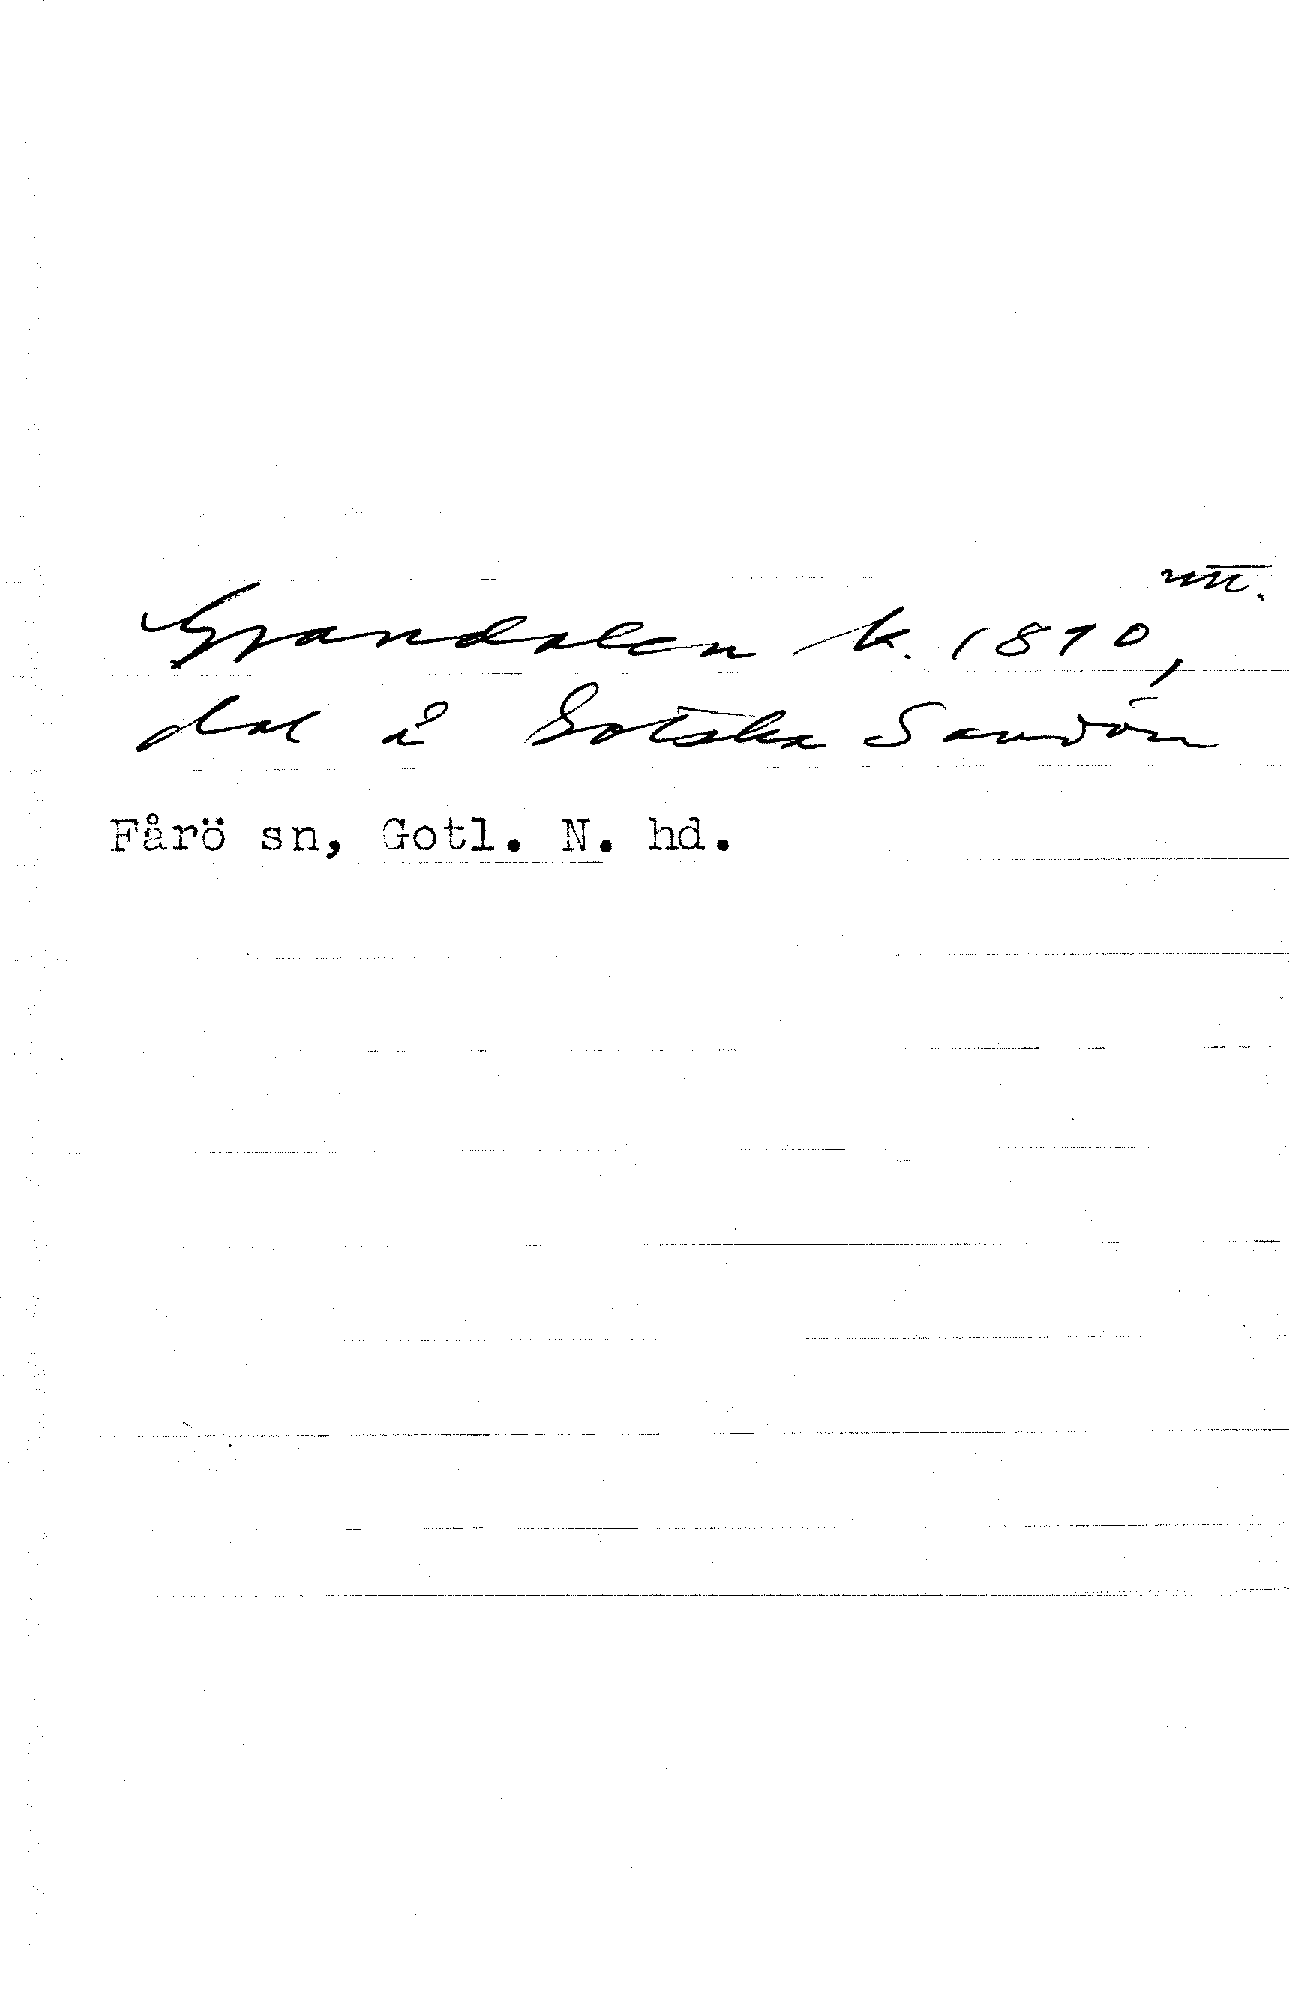 Grandalen k. 1870,
dal å Gotska Sandön
Fårö sn, Gotl. N. hd.